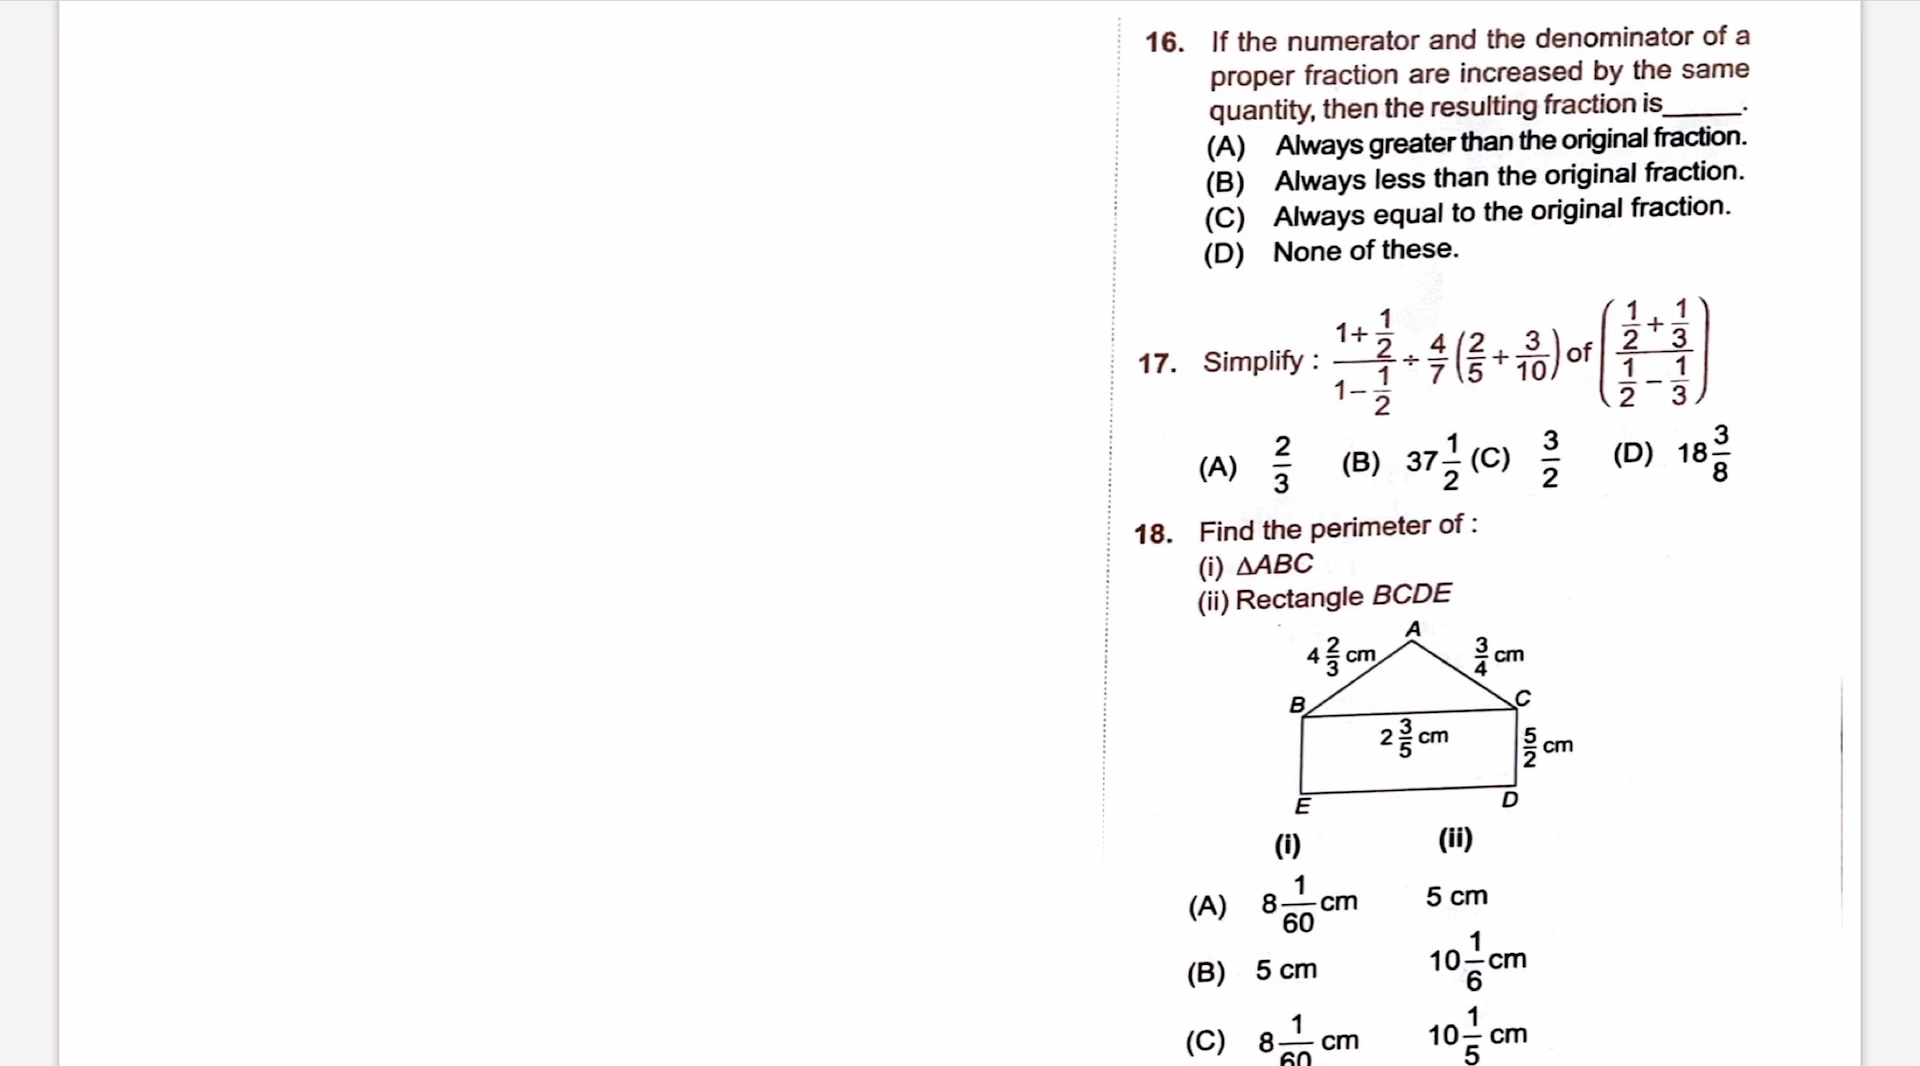 16. If the numerator and the denominator of a
proper fraction are increased by the same
quantity, then the resulting fraction is_____.
(A) Always greater than the original fraction.
(B) Always less than the original fraction.
(C) Always equal to the original fraction.
(D) None of these.
17. Simplify : (1+1/2)/(1−1/2) ÷ 4/7 (2/5 + 3/10) of ((1/2 + 1/3)/(1/2 − 1/3))
(A) 2/3 (B) 37 1/2 (C) 3/2 (D) 18 3/8
18. Find the perimeter of :
(i) ΔABC
(ii) Rectangle BCDE
A
4 2/3 cm 3/4 cm
B C
2 3/5 cm 5/2 cm
E D
(i) (ii)
(A) 8 1/60 cm 5 cm
(B) 5 cm 10 1/6 cm
(C) 8 1/60 cm 10 1/5 cm